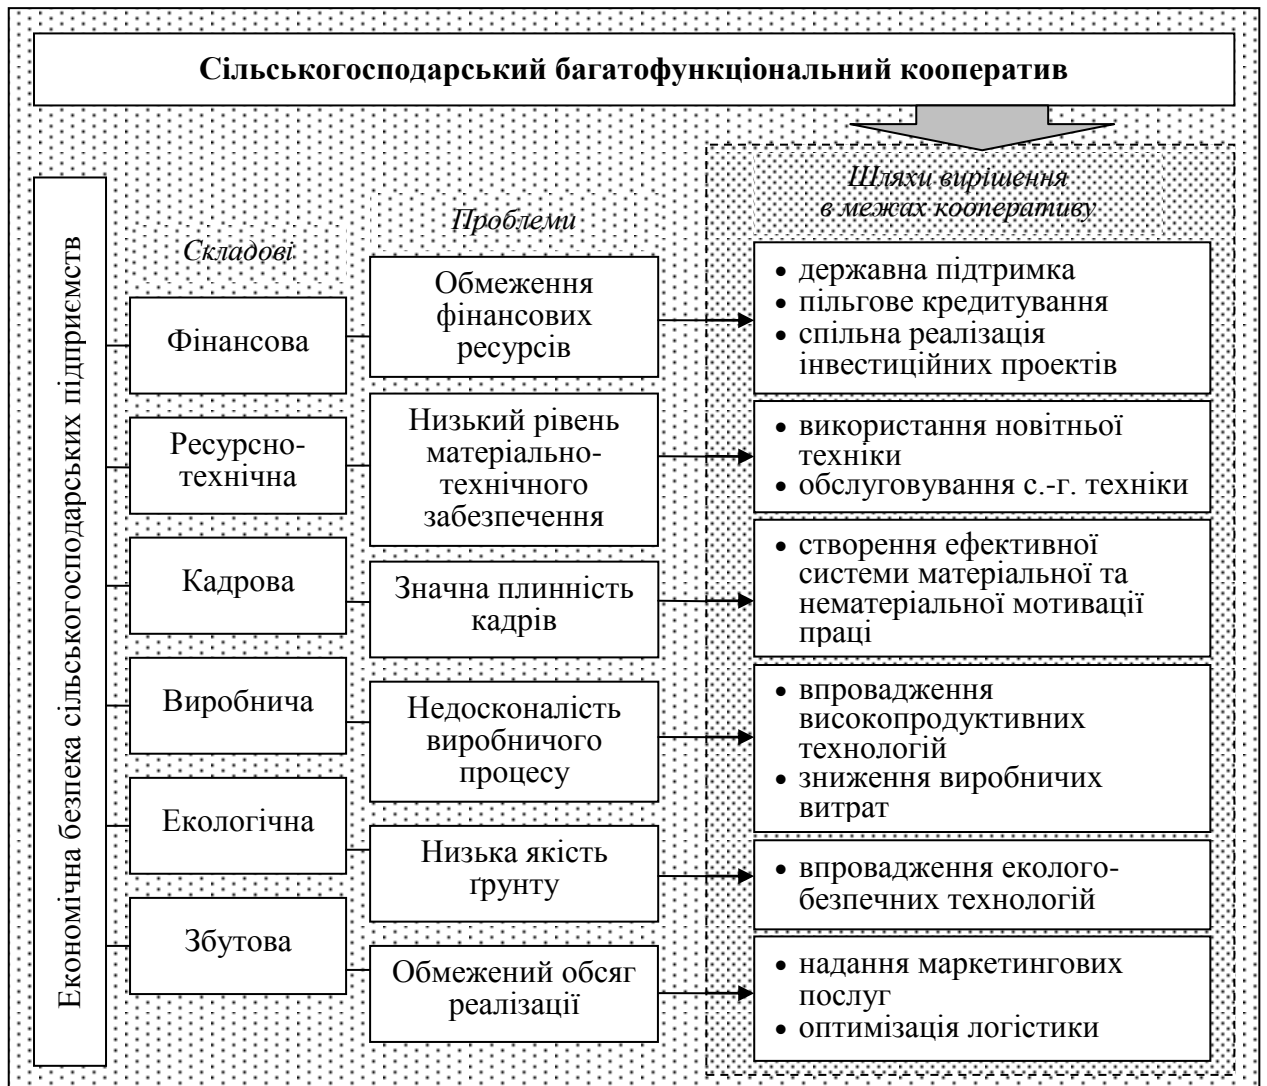 Сільськогосподарський багатофункціональний кооператив
Шляхи вирішення
в межах кооперативу
Проблеми
Складові
Економічна безпека сільськогосподарських підприємств
Фінансова
Обмеження
фінансових
ресурсів
• державна підтримка
• пільгове кредитування
• спільна реалізація
інвестиційних проектів
Ресурсно-
технічна
Низький рівень
матеріально-
технічного
забезпечення
• використання новітньої
техніки
• обслуговування с.-г. техніки
Кадрова
Значна плинність
кадрів
• створення ефективної
системи матеріальної та
нематеріальної мотивації
праці
Виробнича
Недосконалість
виробничого
процесу
• впровадження
високопродуктивних
технологій
• зниження виробничих
витрат
Екологічна
Низька якість
ґрунту
• впровадження еколого-
безпечних технологій
Збутова
Обмежений обсяг
реалізації
• надання маркетингових
послуг
• оптимізація логістики